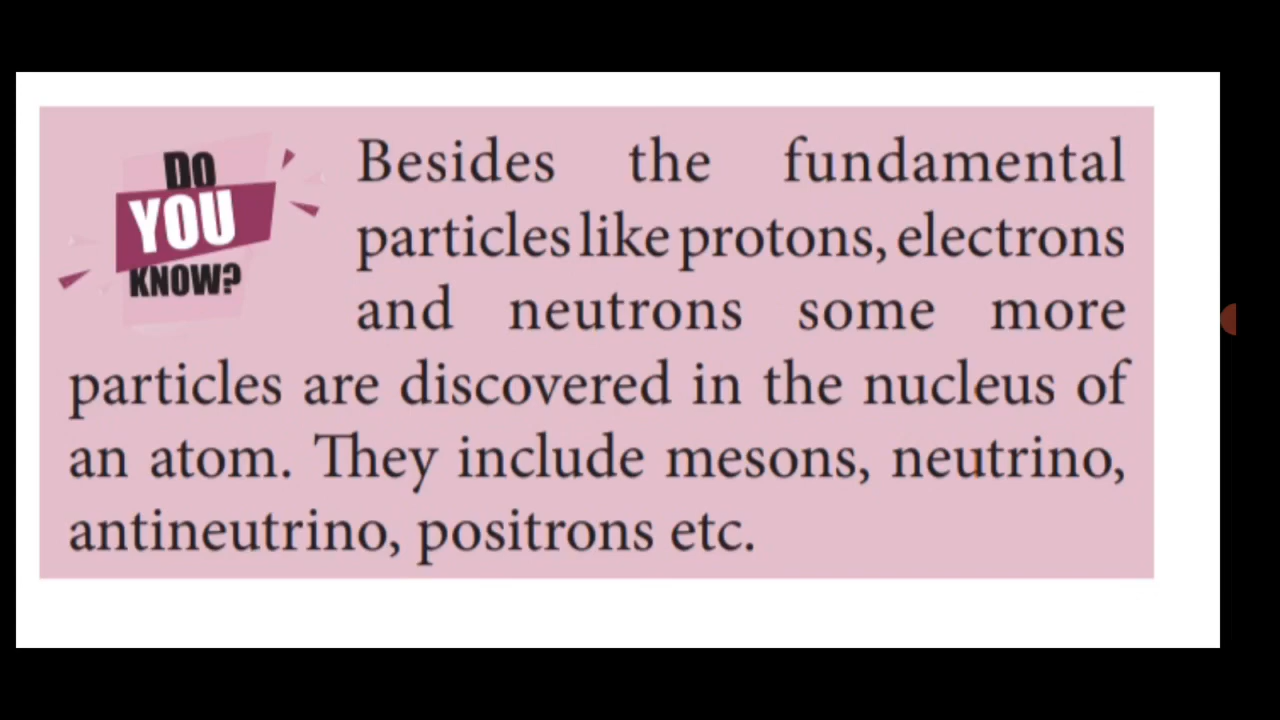 DO
YOU
KNOW?
Besides the fundamental
particles like protons, electrons
and neutrons some more
particles are discovered in the nucleus of
an atom. They include mesons, neutrino,
antineutrino, positrons etc.